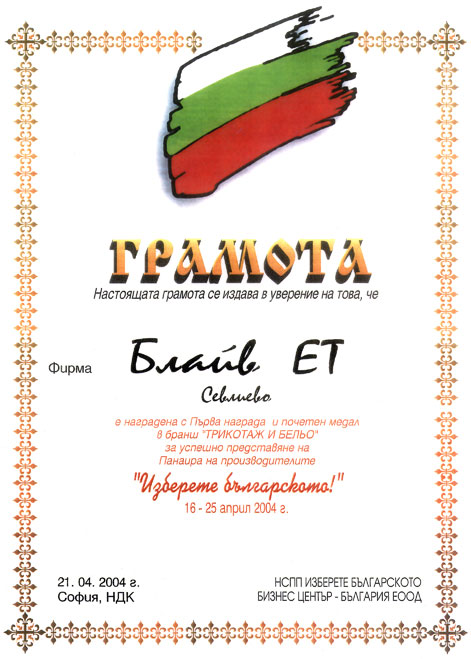 ГРАМОТА
Настоящата грамота се издава в уверение на това, че
Фирма Блайв ЕТ
Севлиево
е наградена с Първа награда и почетен медал
в бранш "ТРИКОТАЖ И БЕЛЬО"
за успешно представяне на
Панаира на производителите
"Изберете българското!"
16 - 25 април 2004 г.
21. 04. 2004 г.
София, НДК
НСПП ИЗБЕРЕТЕ БЪЛГАРСКОТО
БИЗНЕС ЦЕНТЪР - БЪЛГАРИЯ ЕООД